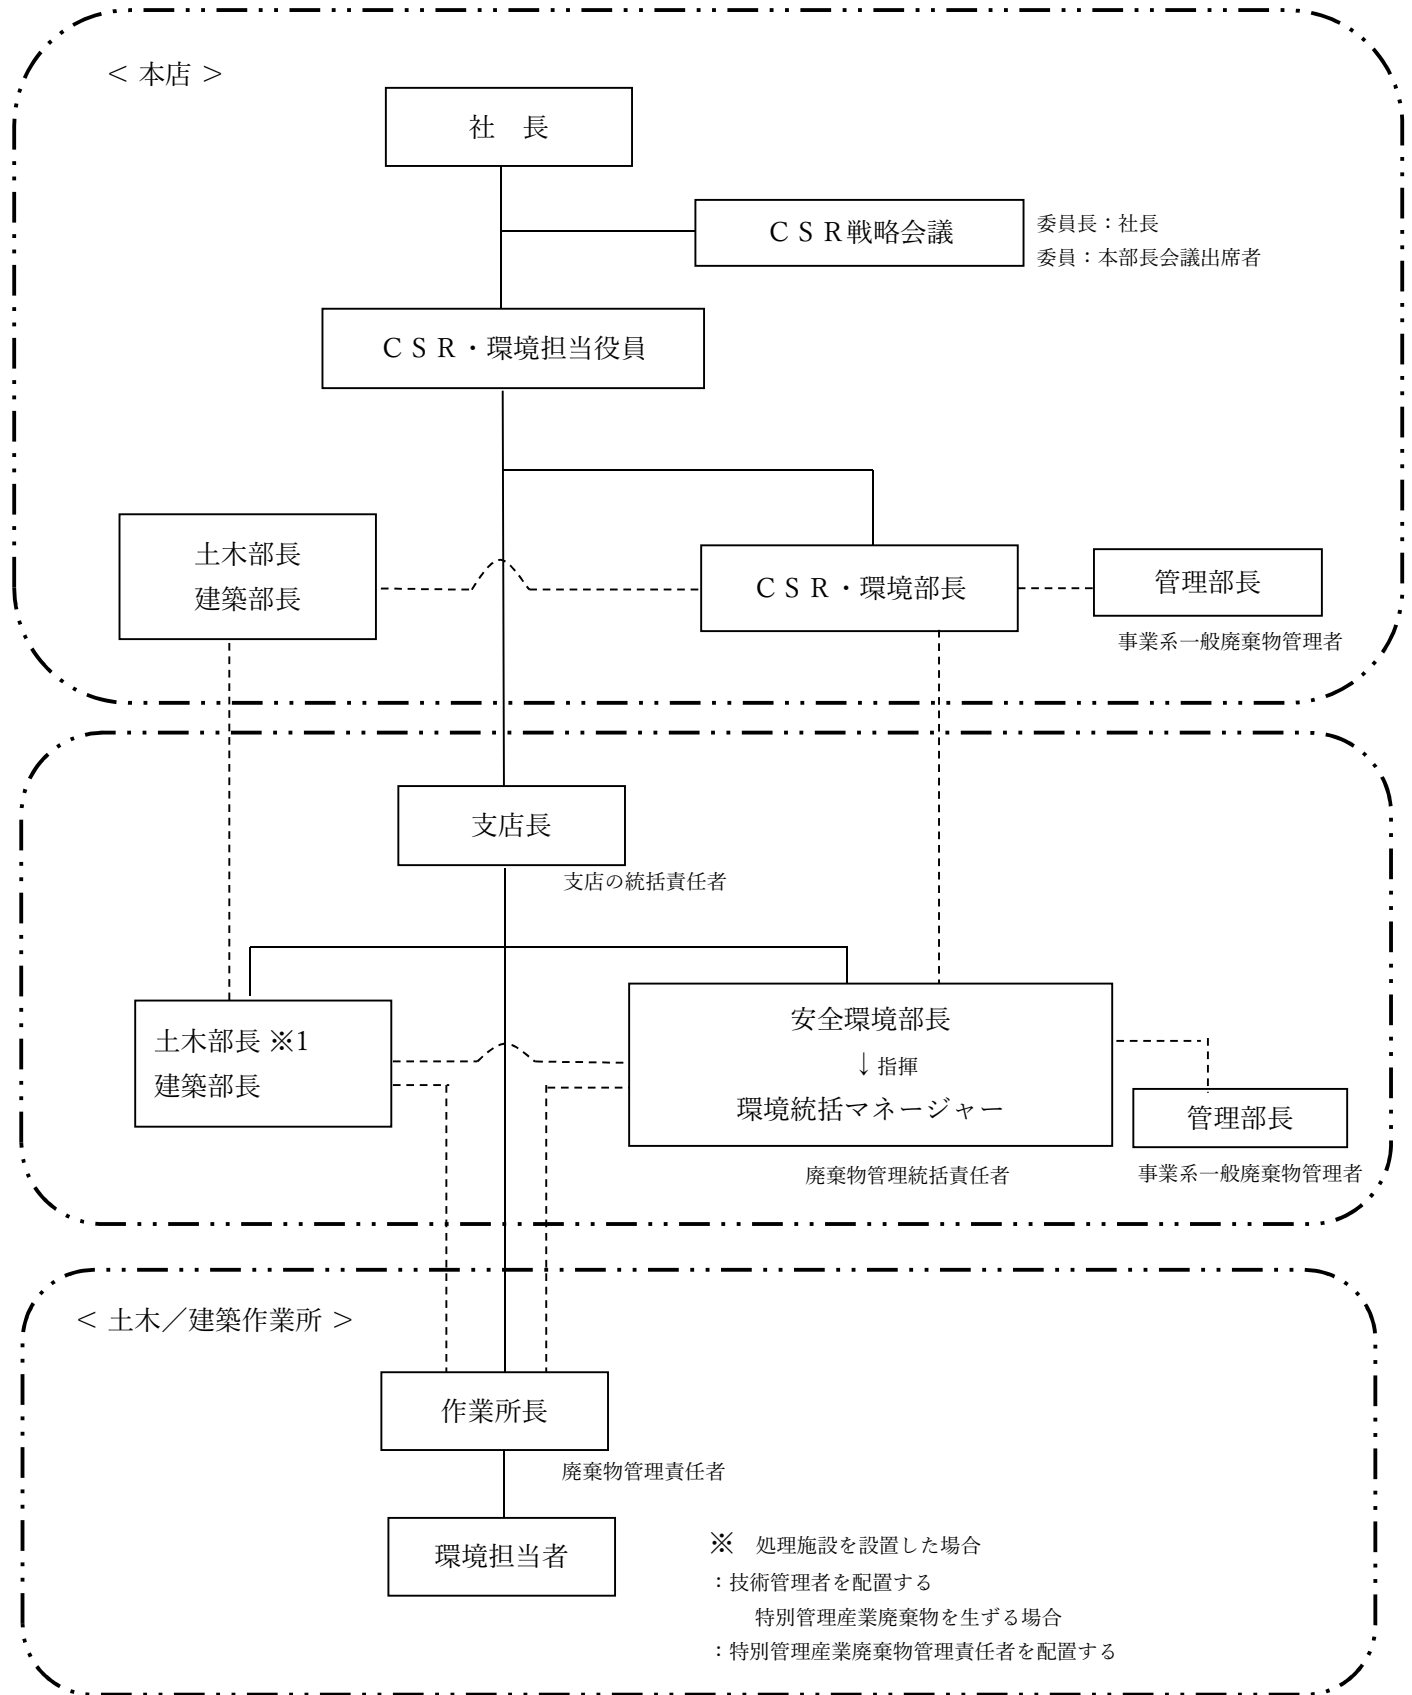 ＜ 本店 ＞
社　長
ＣＳＲ戦略会議
委員長：社長
委員：本部長会議出席者
ＣＳＲ・環境担当役員
土木部長
建築部長
ＣＳＲ・環境部長
管理部長
事業系一般廃棄物管理者
支店長
支店の統括責任者
土木部長 ※1
建築部長
安全環境部長
↓ 指揮
環境統括マネージャー
廃棄物管理統括責任者
管理部長
事業系一般廃棄物管理者
＜ 土木／建築作業所 ＞
作業所長
廃棄物管理責任者
環境担当者
※　処理施設を設置した場合
：技術管理者を配置する
特別管理産業廃棄物を生ずる場合
：特別管理産業廃棄物管理責任者を配置する